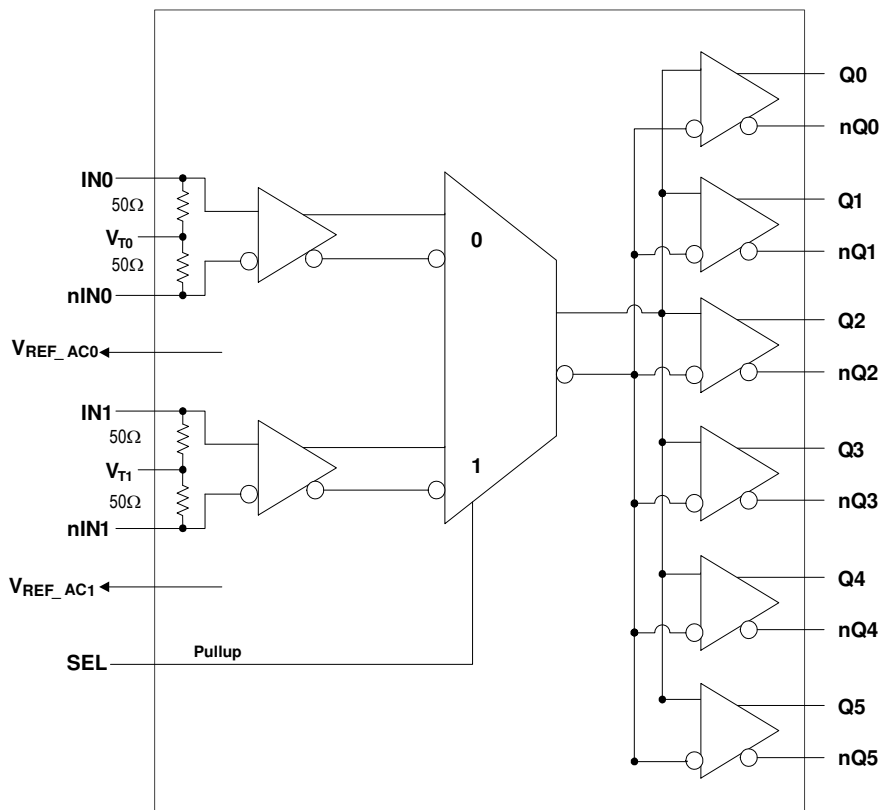 IN0
50Ω
VT0
50Ω
nIN0
VREF_AC0
IN1
50Ω
VT1
50Ω
nIN1
VREF_AC1
SEL
Pullup
0
1
Q0
nQ0
Q1
nQ1
Q2
nQ2
Q3
nQ3
Q4
nQ4
Q5
nQ5